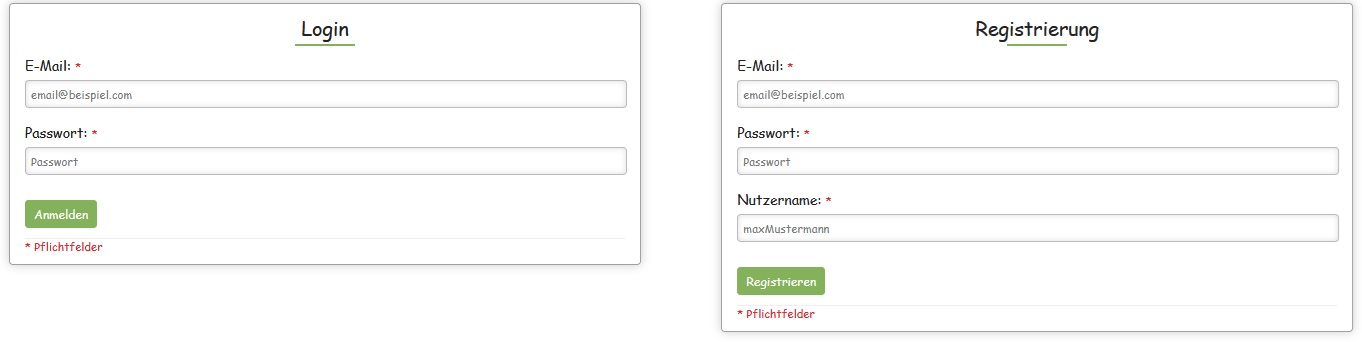 Login
E-Mail: *
email@beispiel.com
Passwort: *
Passwort
Anmelden
* Pflichtfelder
Registrierung
E-Mail: *
email@beispiel.com
Passwort: *
Passwort
Nutzername: *
maxMustermann
Registrieren
* Pflichtfelder